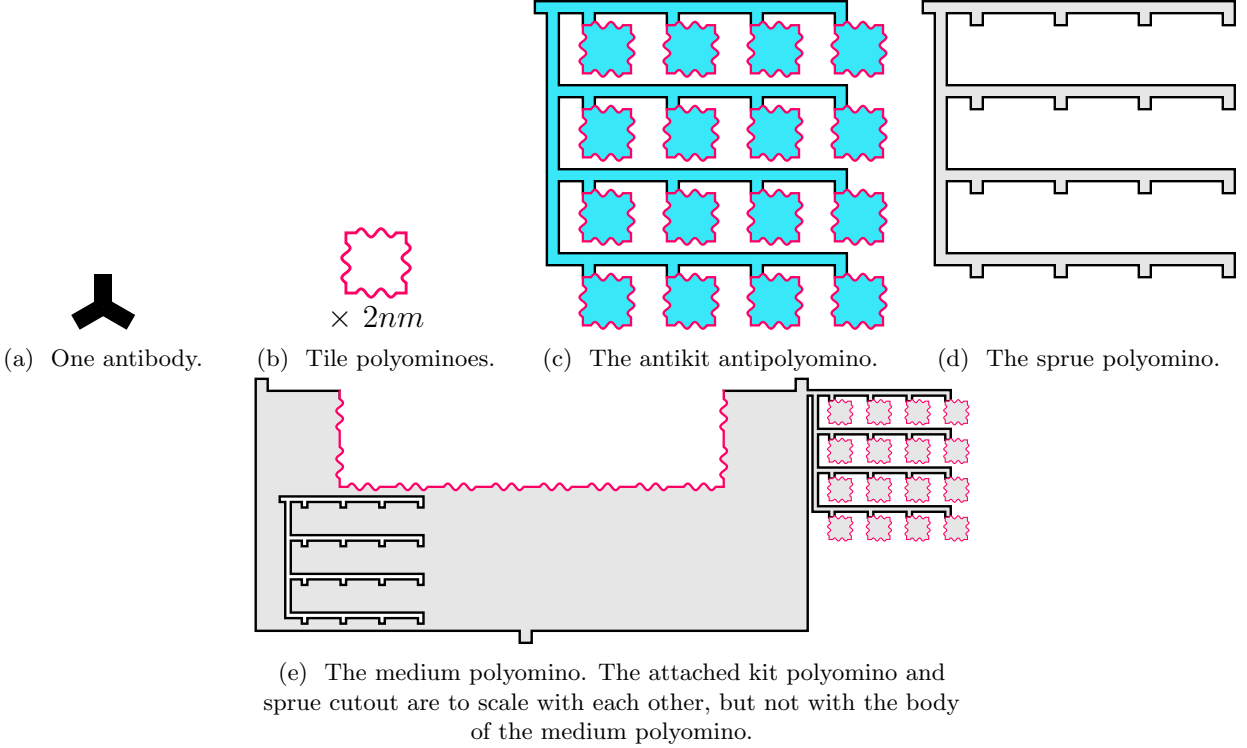 × 2nm
(a) One antibody.
(b) Tile polyominoes.
(c) The antikit antipolyomino.
(d) The sprue polymino.
(e) The medium polyomino. The attached kit polyomino and
sprue cutout are to scale with each other, but not with the body
of the medium polyomino.